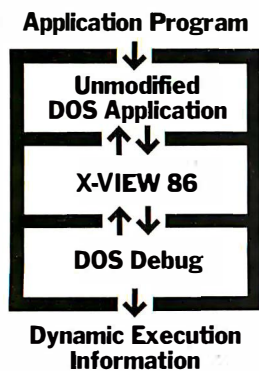 Application Program
Unmodified
DOS Application
X-VIEW 86
DOS Debug
Dynamic Execution
Information